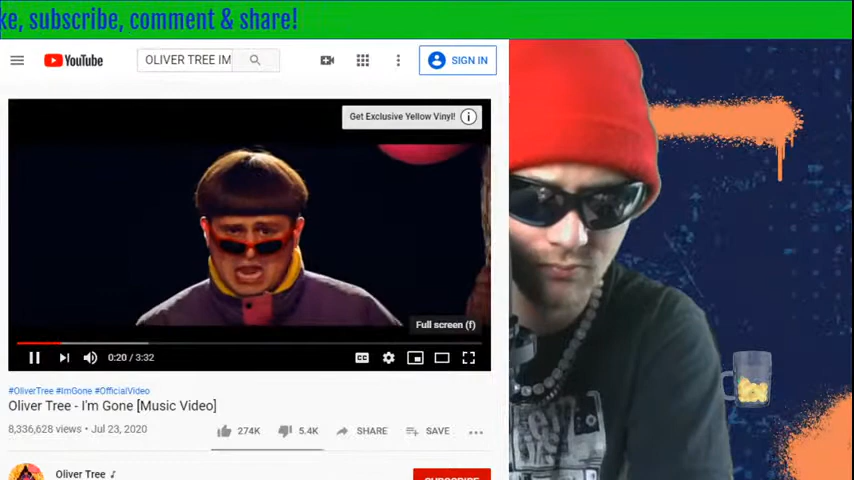 ke, subscribe, comment & share!
YouTube
OLIVER TREE IM
SIGN IN
Get Exclusive Yellow Vinyl!
Full screen (f)
0:20 / 3:32
CC
#OliverTree #ImGone #OfficialVideo
Oliver Tree - I'm Gone [Music Video]
8,336,628 views • Jul 23, 2020
274K
5.4K
SHARE
SAVE
Oliver Tree
SUBSCRIBE